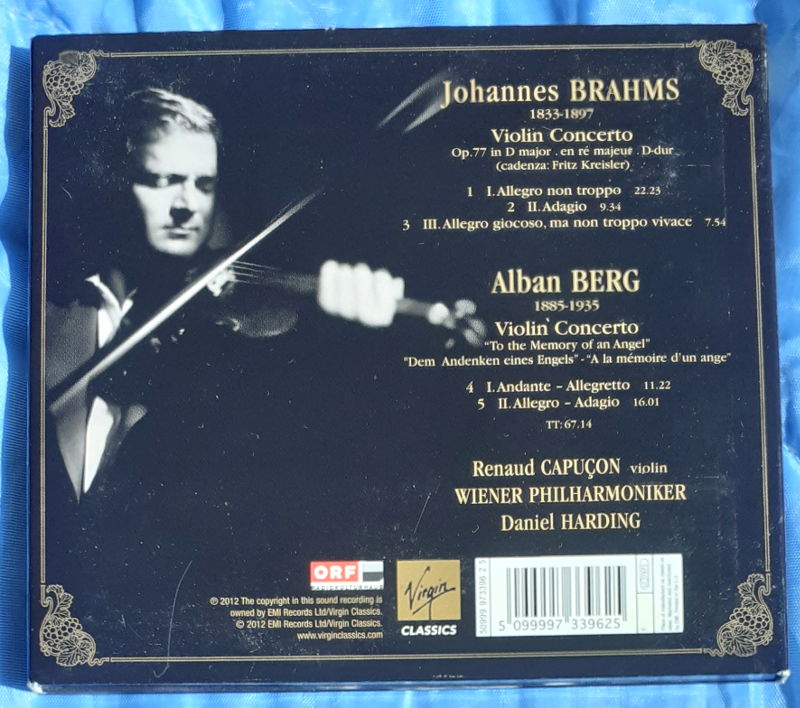 Johannes BRAHMS
1833-1897
Violin Concerto
Op.77 in D major . en ré majeur . D-dur
(cadenza: Fritz Kreisler)
1 I.Allegro non troppo 22.23
2 II.Adagio 9.34
3 III.Allegro giocoso, ma non troppo vivace 7.54
Alban BERG
1885-1935
Violin Concerto
"To the Memory of an Angel"
"Dem Andenken eines Engels" - "A la mémoire d'un ange"
4 I.Andante – Allegretto 11.22
5 II.Allegro – Adagio 16.01
TT: 67.14
Renaud CAPUÇON violin
WIENER PHILHARMONIKER
Daniel HARDING
ORF
RADIOKULTURHAUS
℗ 2012 The copyright in this sound recording is
owned by EMI Records Ltd/Virgin Classics.
© 2012 EMI Records Ltd/Virgin Classics.
www.virginclassics.com
Virgin
CLASSICS
50999 973396 2 5
5 099997 339625